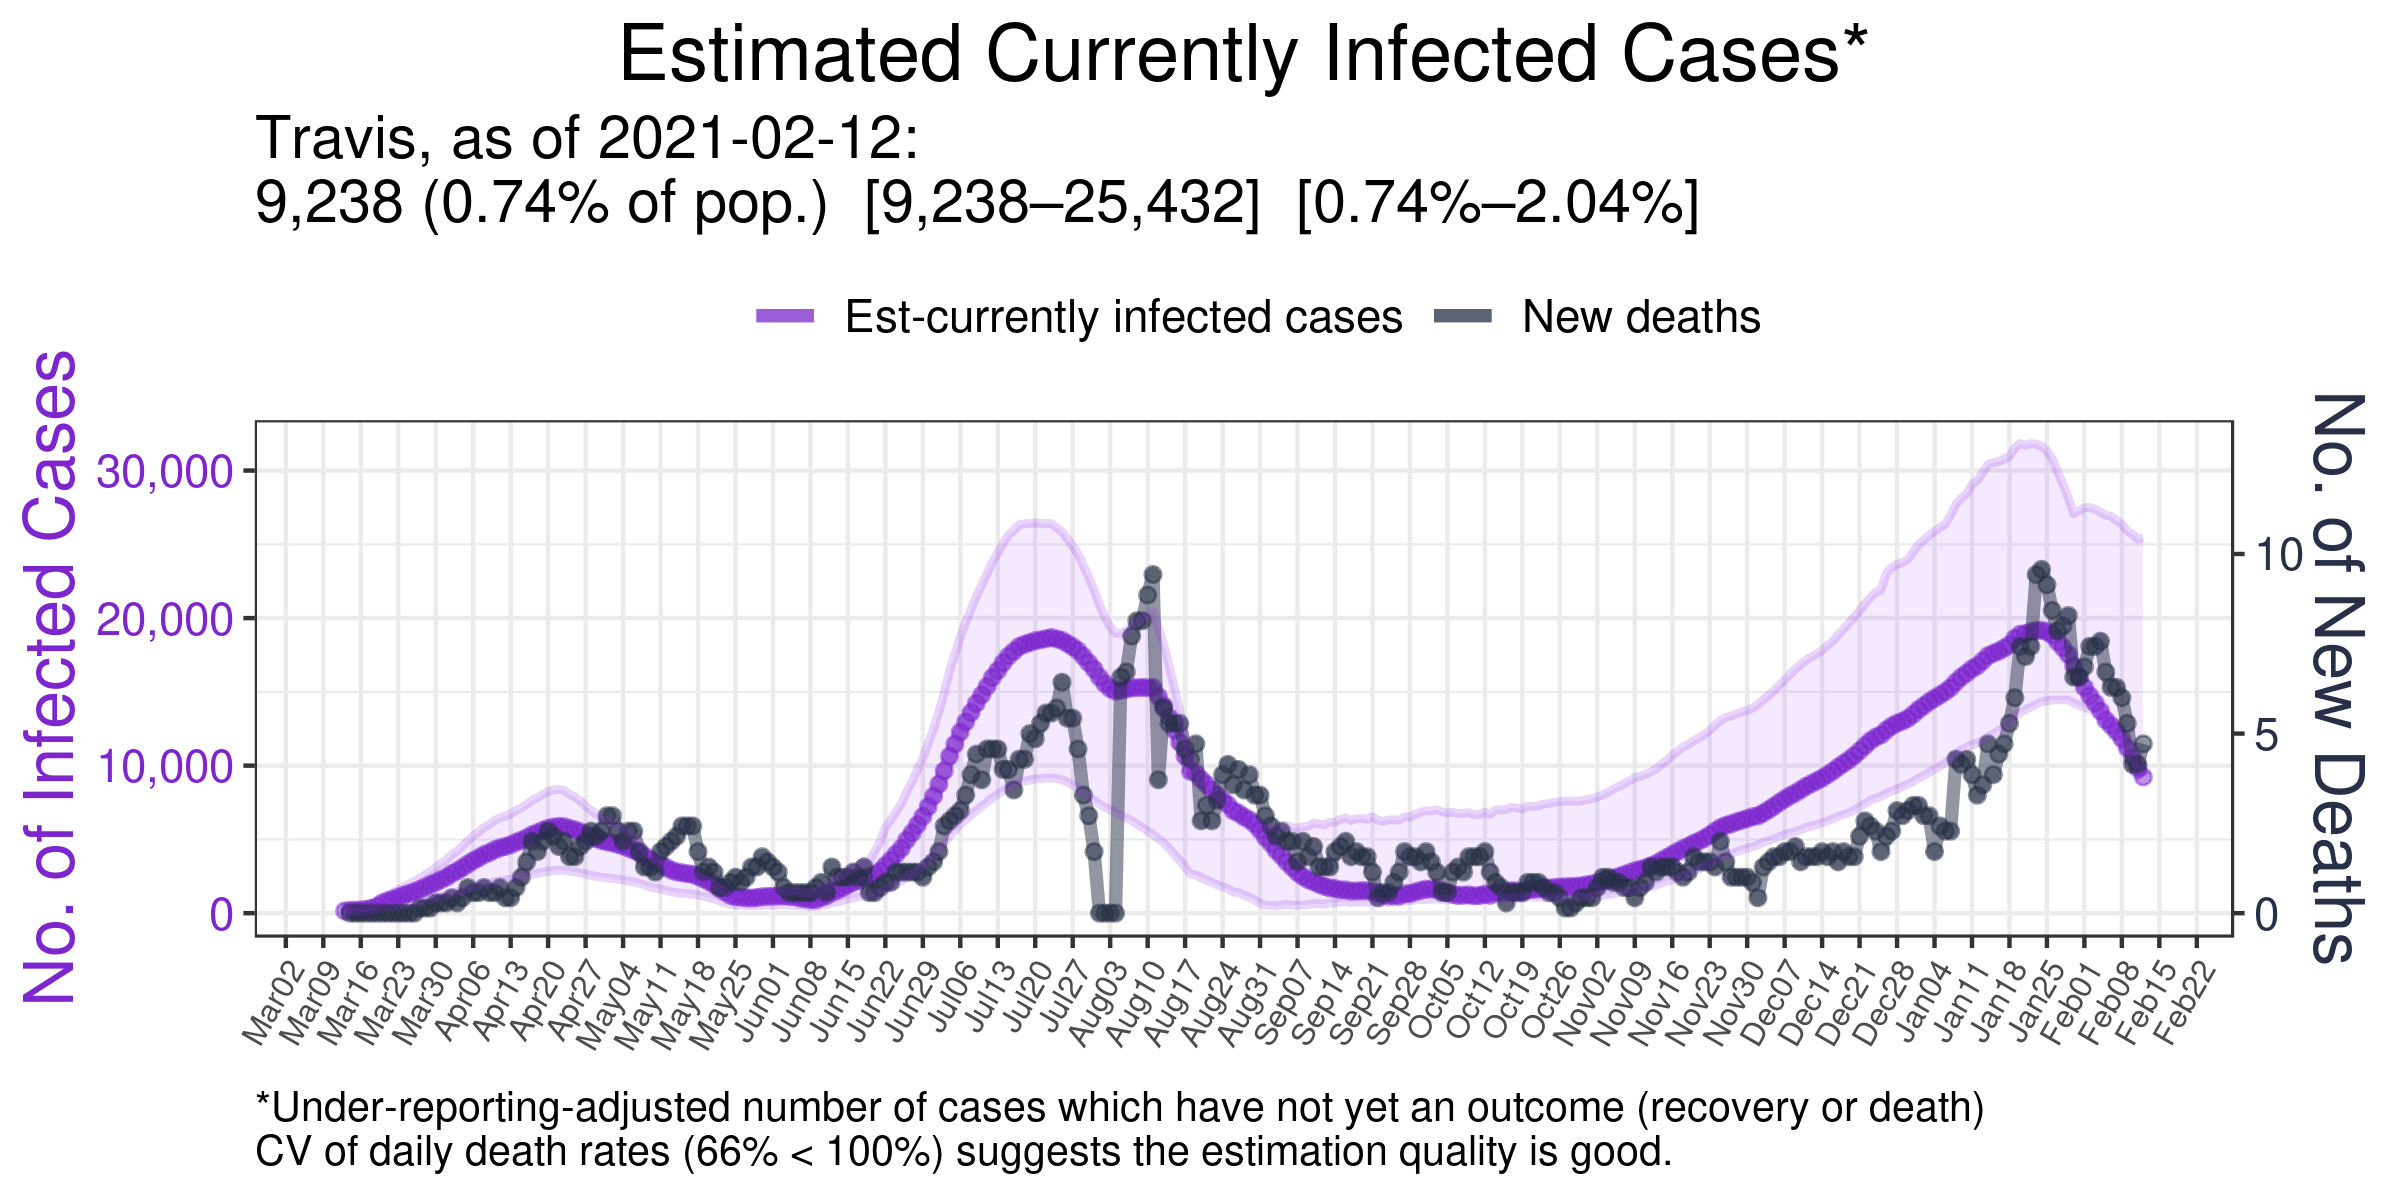 Estimated Currently Infected Cases*
Travis, as of 2021-02-12:
9,238 (0.74% of pop.)  [9,238–25,432]  [0.74%–2.04%]
Est-currently infected cases
New deaths
No. of Infected Cases
30,000
20,000
10,000
0
No. of New Deaths
10
5
0
Mar02
Mar09
Mar16
Mar23
Mar30
Apr06
Apr13
Apr20
Apr27
May04
May11
May18
May25
Jun01
Jun08
Jun15
Jun22
Jun29
Jul06
Jul13
Jul20
Jul27
Aug03
Aug10
Aug17
Aug24
Aug31
Sep07
Sep14
Sep21
Sep28
Oct05
Oct12
Oct19
Oct26
Nov02
Nov09
Nov16
Nov23
Nov30
Dec07
Dec14
Dec21
Dec28
Jan04
Jan11
Jan18
Jan25
Feb01
Feb08
Feb15
Feb22
*Under-reporting-adjusted number of cases which have not yet an outcome (recovery or death)
CV of daily death rates (66% < 100%) suggests the estimation quality is good.